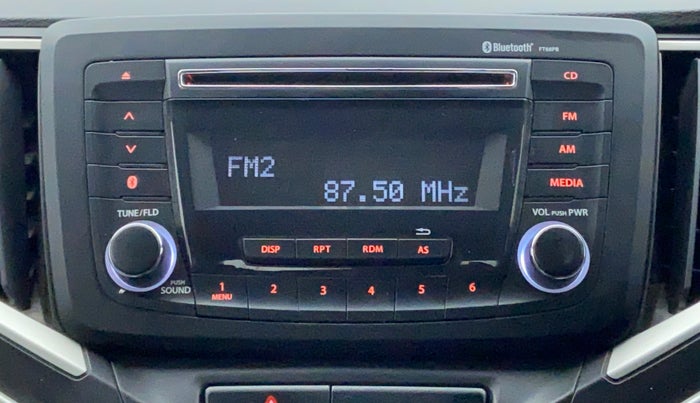 Bluetooth®
CD
FM
AM
MEDIA
FM2
87.50 MHz
TUNE/FLD
VOL PUSH PWR
DISP RPT RDM AS
PUSH
SOUND
1 2 3 4 5 6
MENU